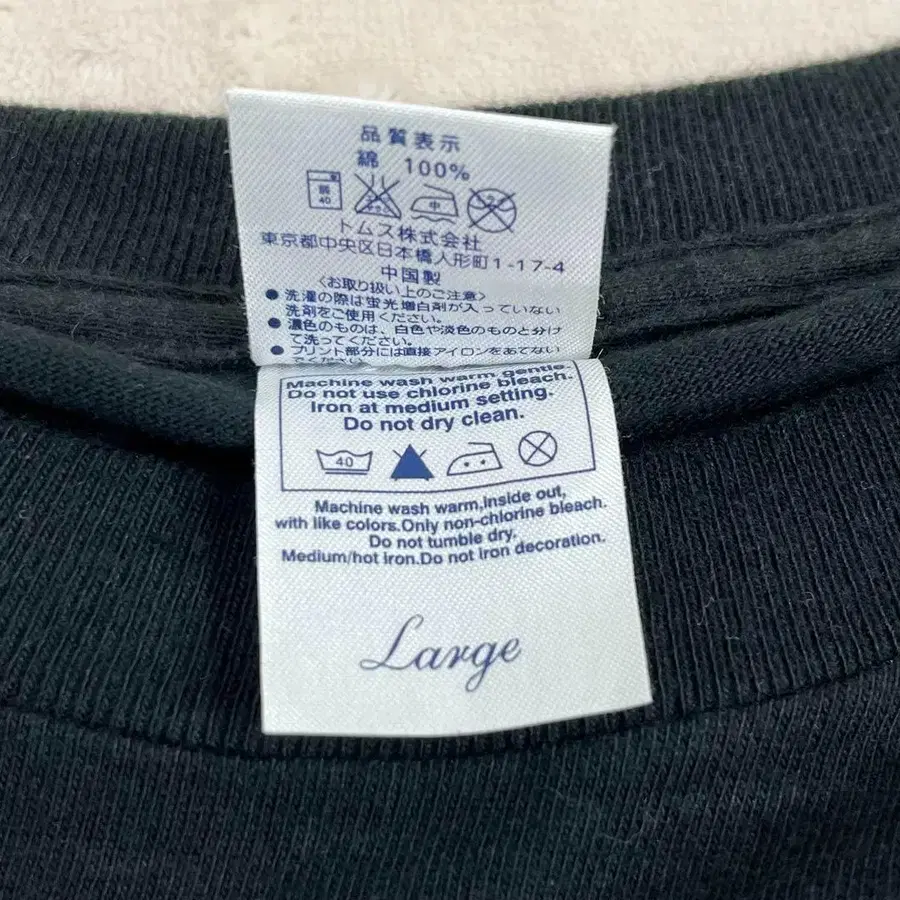 品質表示
綿 100%
弱
40
中
トムス株式会社
東京都中央区日本橋人形町1-17-4
中国製
〈お取り扱い上のご注意〉
●洗濯の際は蛍光増白剤が入っていない
洗剤をご使用ください。
●濃色のものは、白色や淡色のものと分け
て洗ってください。
●プリント部分には直接アイロンをあてない
でください。
Machine wash warm gentle.
Do not use chlorine bleach.
Iron at medium setting.
Do not dry clean.
40
Machine wash warm,inside out,
with like colors.Only non-chlorine bleach.
Do not tumble dry.
Medium/hot iron.Do not iron decoration.
Large